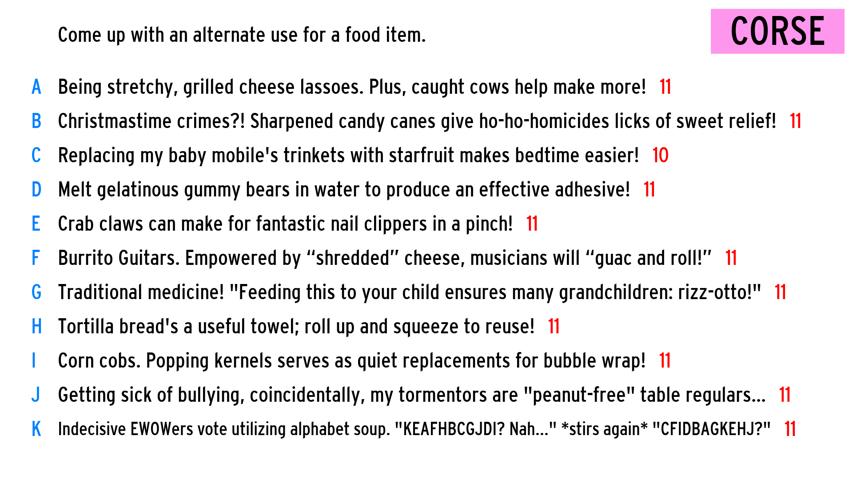 Come up with an alternate use for a food item.
CORSE
A Being stretchy, grilled cheese lassoes. Plus, caught cows help make more! 11
B Christmastime crimes?! Sharpened candy canes give ho-ho-homicides licks of sweet relief! 11
C Replacing my baby mobile's trinkets with starfruit makes bedtime easier! 10
D Melt gelatinous gummy bears in water to produce an effective adhesive! 11
E Crab claws can make for fantastic nail clippers in a pinch! 11
F Burrito Guitars. Empowered by “shredded” cheese, musicians will “guac and roll!” 11
G Traditional medicine! "Feeding this to your child ensures many grandchildren: rizz-otto!" 11
H Tortilla bread's a useful towel; roll up and squeeze to reuse! 11
I Corn cobs. Popping kernels serves as quiet replacements for bubble wrap! 11
J Getting sick of bullying, coincidentally, my tormentors are "peanut-free" table regulars... 11
K Indecisive EWOWers vote utilizing alphabet soup. "KEAFHBCGJDI? Nah..." *stirs again* "CFIDBAGKEHJ?" 11